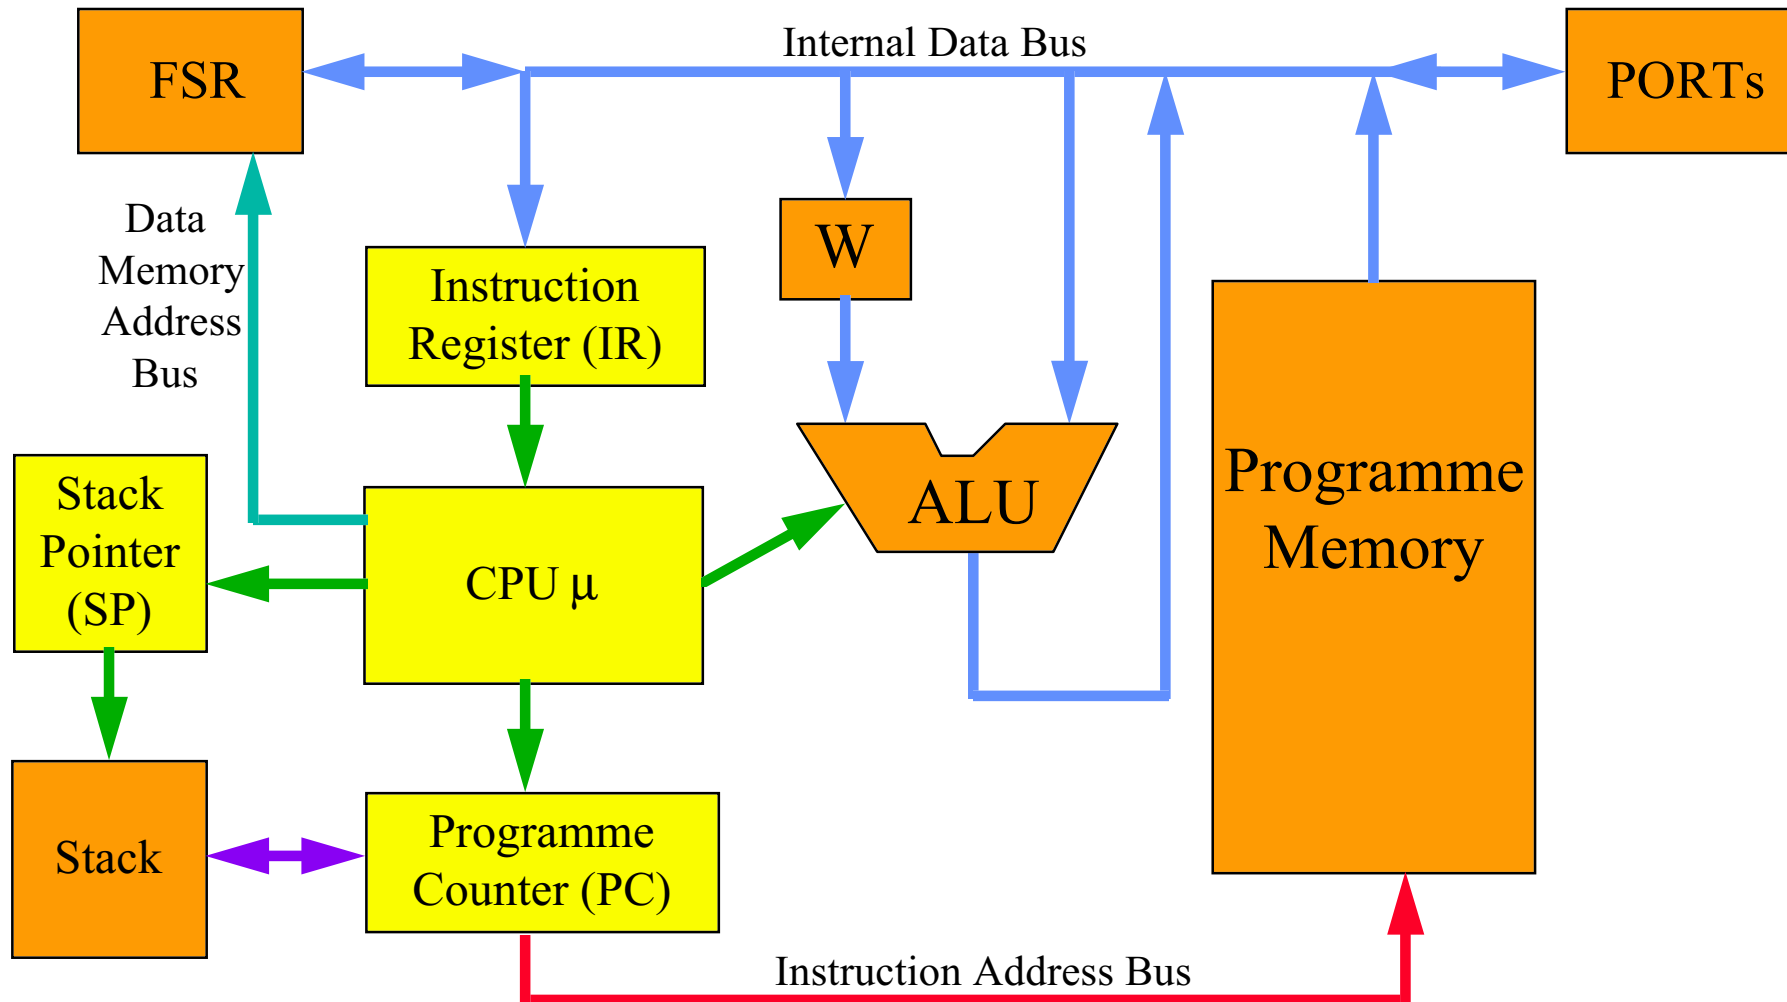 Internal Data Bus
FSR
PORTs
Data
Memory
Address
Bus
W
Instruction
Register (IR)
Programme
Memory
Stack
Pointer
(SP)
ALU
CPU μ
Stack
Programme
Counter (PC)
Instruction Address Bus